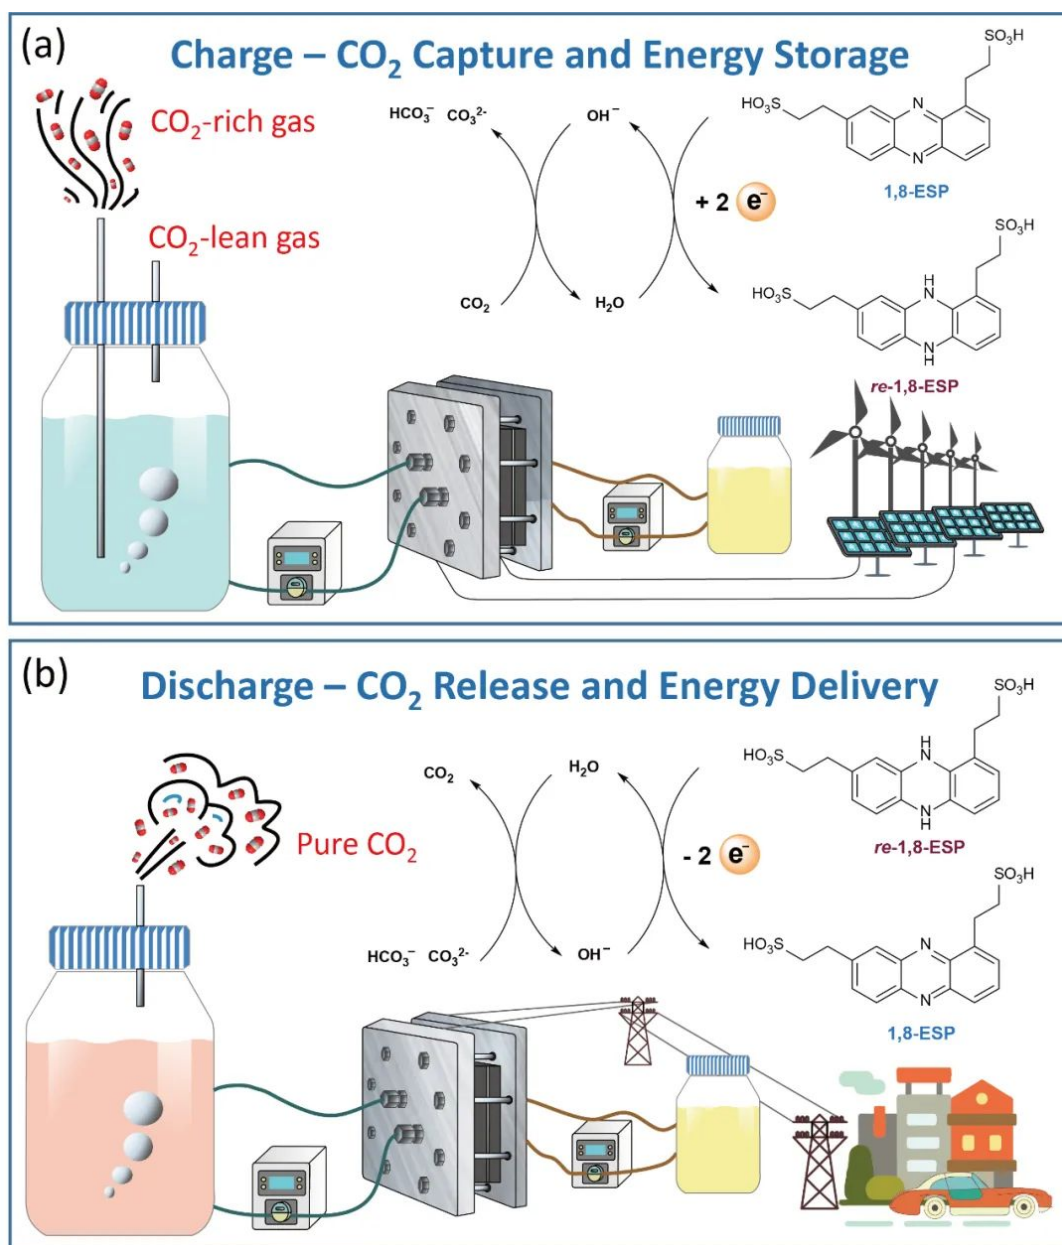 (a)
Charge – CO₂ Capture and Energy Storage
CO₂-rich gas
CO₂-lean gas
HCO₃⁻ CO₃²⁻
OH⁻
CO₂
H₂O
+ 2 e⁻
SO₃H
HO₃S
N
N
1,8-ESP
SO₃H
HO₃S
H
N
N
H
re-1,8-ESP
(b)
Discharge – CO₂ Release and Energy Delivery
Pure CO₂
CO₂
H₂O
HCO₃⁻ CO₃²⁻
OH⁻
- 2 e⁻
SO₃H
HO₃S
H
N
N
H
re-1,8-ESP
SO₃H
HO₃S
N
N
1,8-ESP